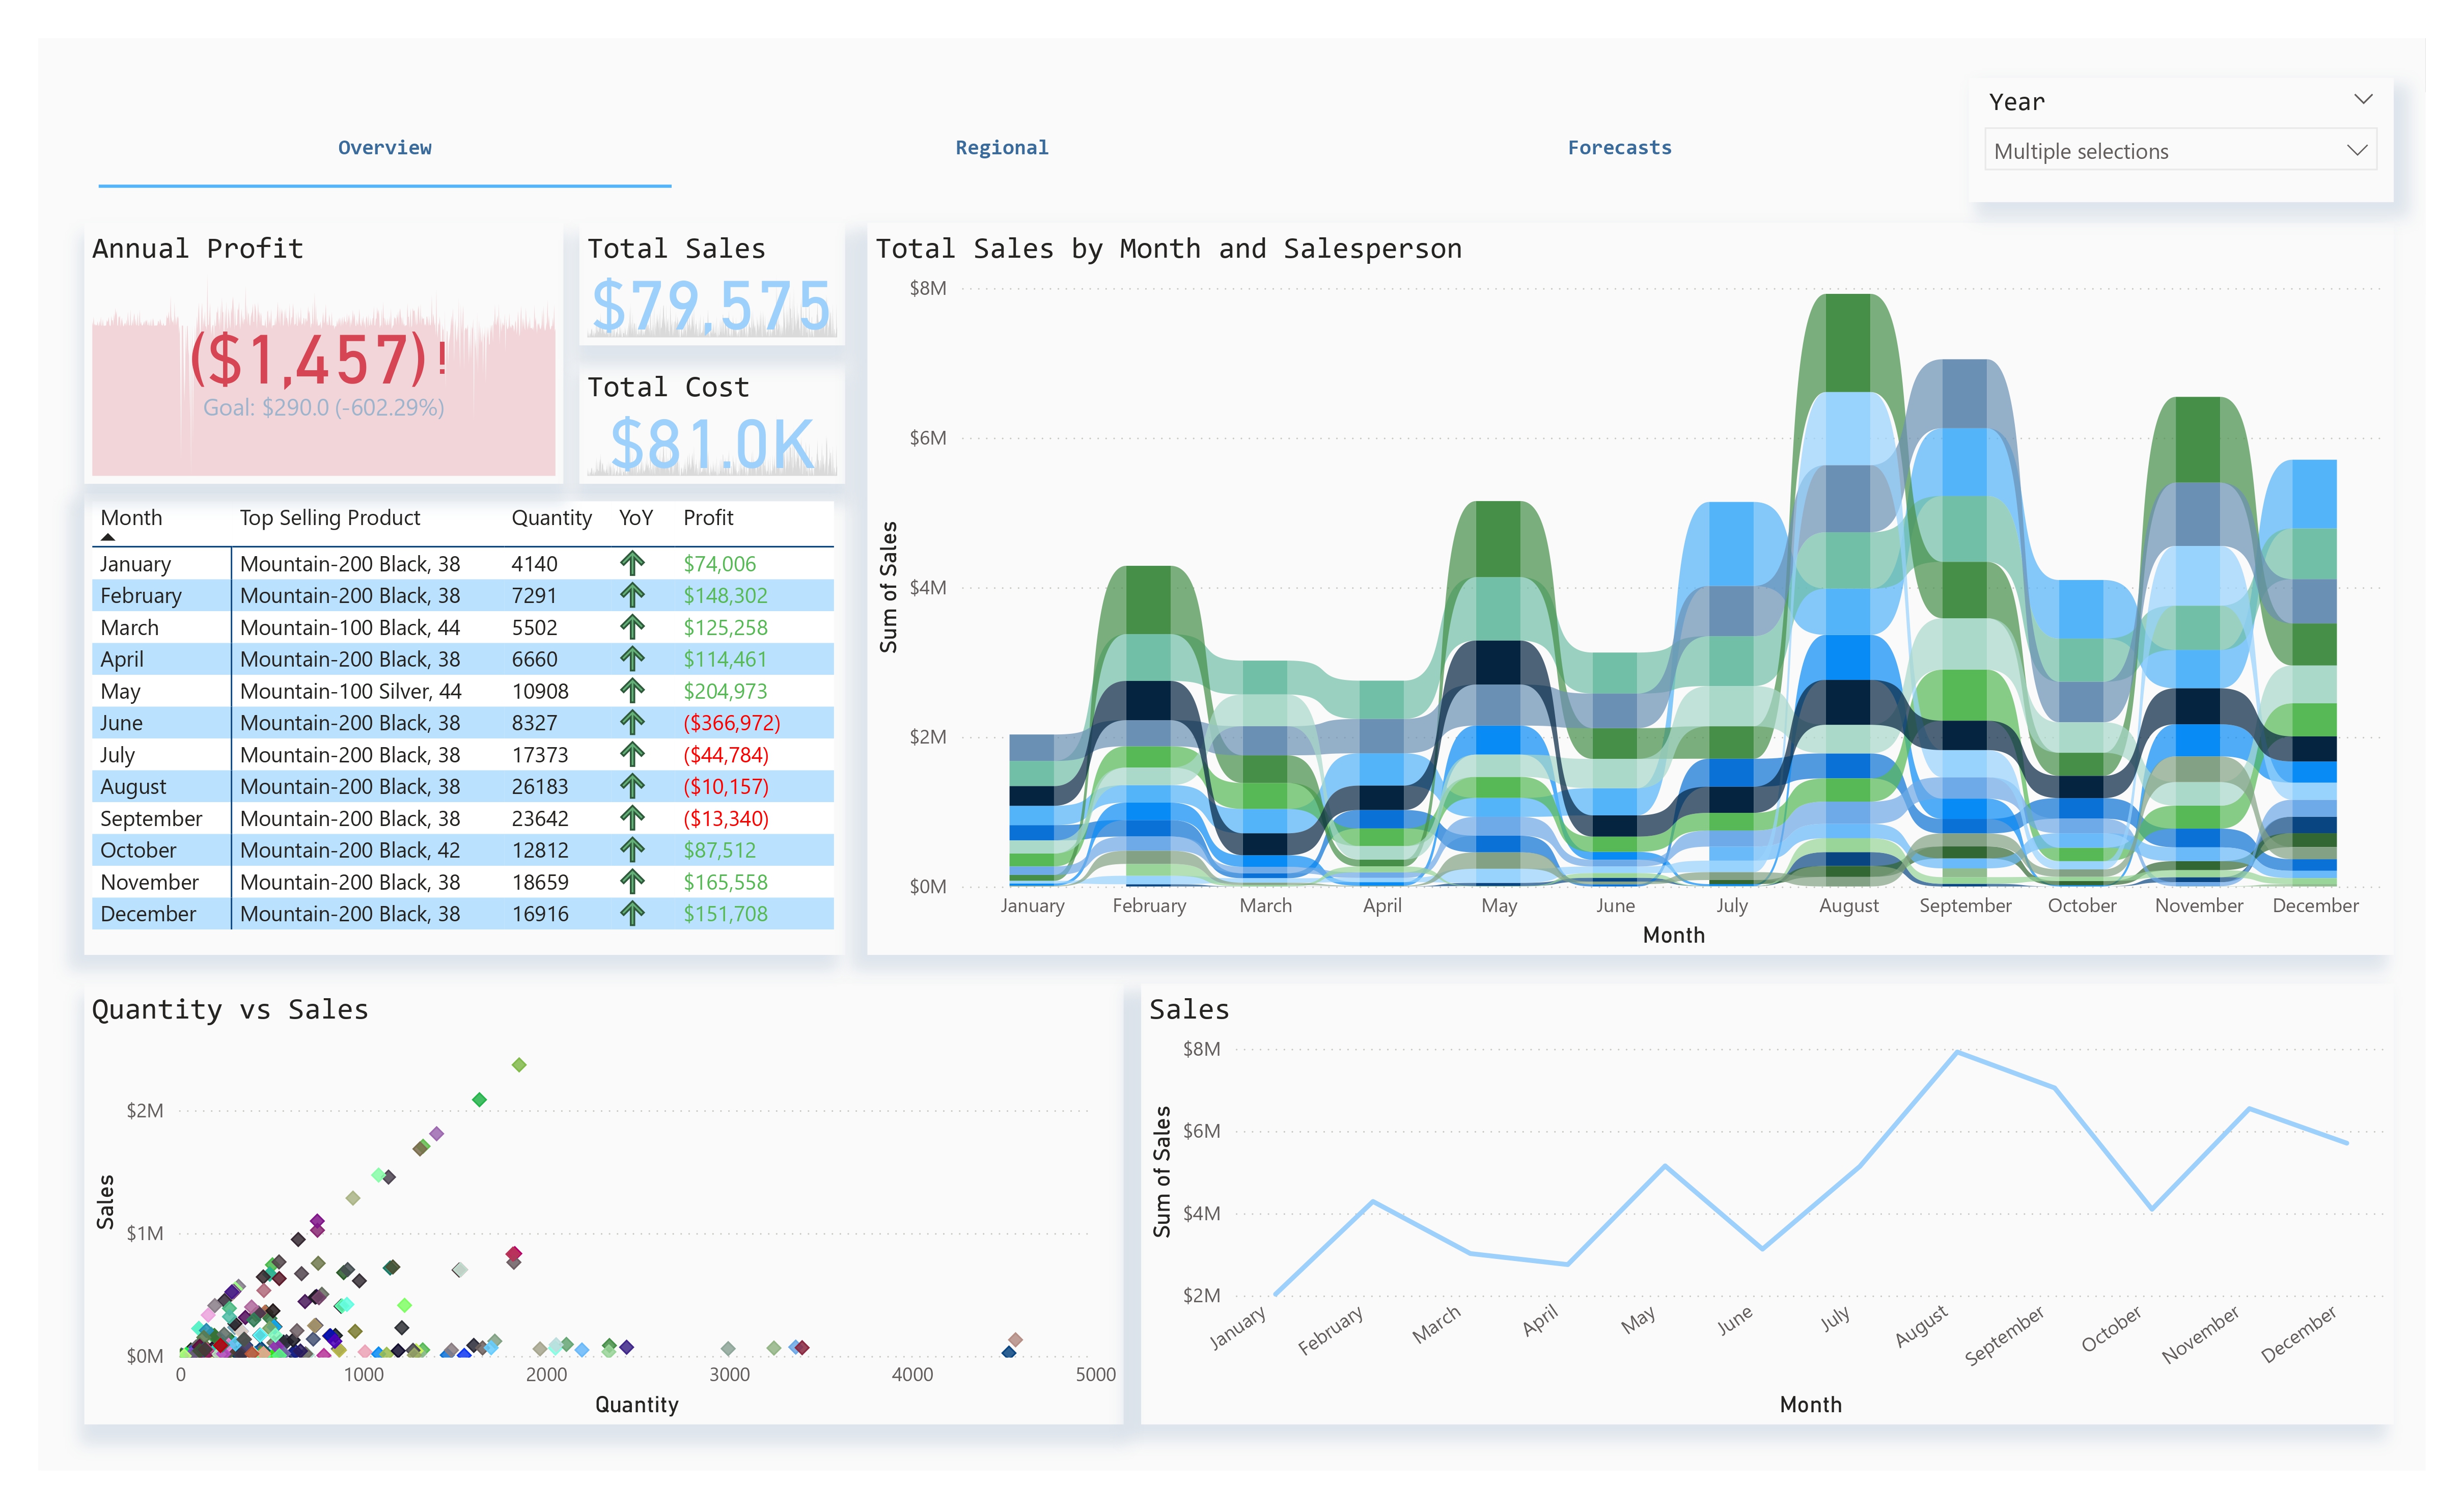 Overview
Regional
Forecasts
Year
Multiple selections
Annual Profit
($1,457)!
Goal: $290.0 (-602.29%)
Total Sales
$79,575
Total Cost
$81.0K
Month Top Selling Product Quantity YoY Profit
January Mountain-200 Black, 38 4140 $74,006
February Mountain-200 Black, 38 7291 $148,302
March Mountain-100 Black, 44 5502 $125,258
April Mountain-200 Black, 38 6660 $114,461
May Mountain-100 Silver, 44 10908 $204,973
June Mountain-200 Black, 38 8327 ($366,972)
July Mountain-200 Black, 38 17373 ($44,784)
August Mountain-200 Black, 38 26183 ($10,157)
September Mountain-200 Black, 38 23642 ($13,340)
October Mountain-200 Black, 42 12812 $87,512
November Mountain-200 Black, 38 18659 $165,558
December Mountain-200 Black, 38 16916 $151,708
Total Sales by Month and Salesperson
$8M
$6M
$4M
$2M
$0M
Sum of Sales
January February March April May June July August September October November December
Month
Quantity vs Sales
$2M
$1M
$0M
Sales
0 1000 2000 3000 4000 5000
Quantity
Sales
$8M
$6M
$4M
$2M
Sum of Sales
January February March April May June July August September October November December
Month